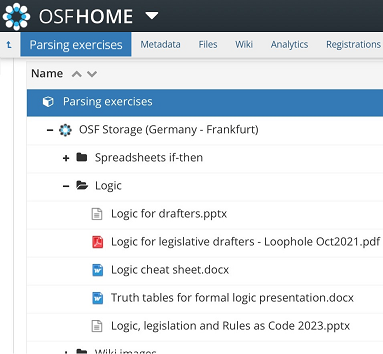 OSFHOME
Parsing exercises Metadata Files Wiki Analytics Registrations
Name
Parsing exercises
OSF Storage (Germany - Frankfurt)
Spreadsheets if-then
Logic
Logic for drafters.pptx
Logic for legislative drafters - Loophole Oct2021.pdf
Logic cheat sheet.docx
Truth tables for formal logic presentation.docx
Logic, legislation and Rules as Code 2023.pptx
Wiki images